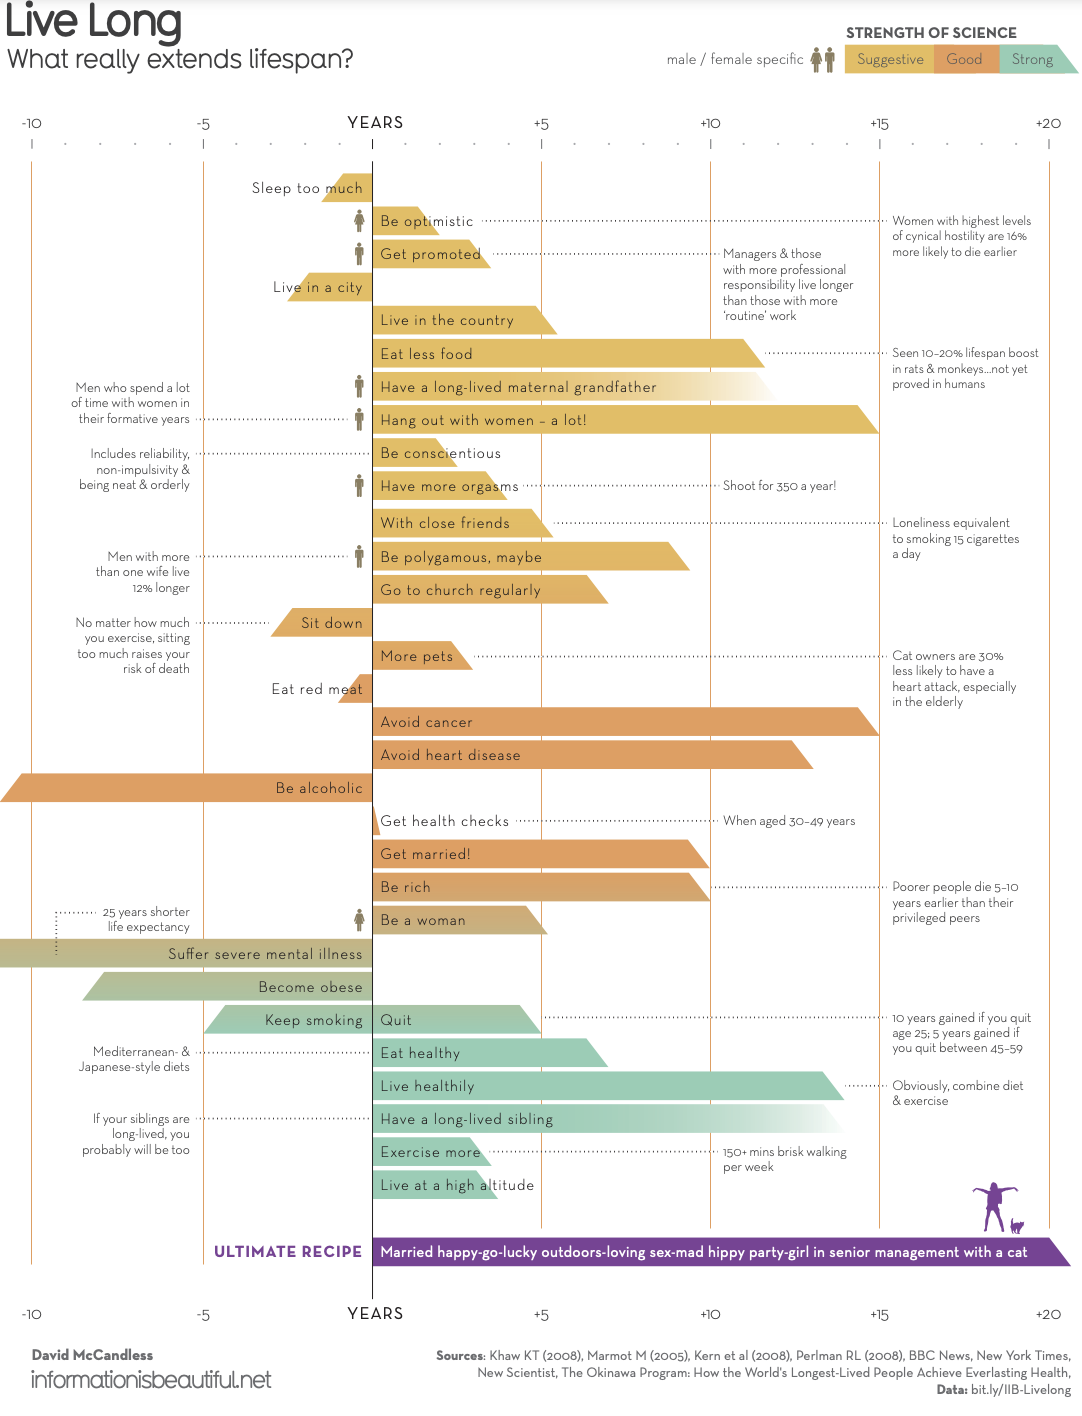 Live Long
What really extends lifespan?
STRENGTH OF SCIENCE
male / female specific
Suggestive Good Strong
-10 -5 YEARS +5 +10 +15 +20
Sleep too much
Be optimistic
Women with highest levels
of cynical hostility are 16%
more likely to die earlier
Get promoted
Managers & those
with more professional
responsibility live longer
than those with more
'routine' work
Live in a city
Live in the country
Eat less food
Seen 10-20% lifespan boost
in rats & monkeys...not yet
proved in humans
Have a long-lived maternal grandfather
Men who spend a lot
of time with women in
their formative years
Hang out with women – a lot!
Includes reliability,
non-impulsivity &
being neat & orderly
Be conscientious
Have more orgasms
Shoot for 350 a year!
With close friends
Loneliness equivalent
to smoking 15 cigarettes
a day
Men with more
than one wife live
12% longer
Be polygamous, maybe
Go to church regularly
No matter how much
you exercise, sitting
too much raises your
risk of death
Sit down
More pets
Cat owners are 30%
less likely to have a
heart attack, especially
in the elderly
Eat red meat
Avoid cancer
Avoid heart disease
Be alcoholic
Get health checks
When aged 30-49 years
Get married!
Be rich
Poorer people die 5-10
years earlier than their
privileged peers
Be a woman
25 years shorter
life expectancy
Suffer severe mental illness
Become obese
Keep smoking Quit
10 years gained if you quit
age 25; 5 years gained if
you quit between 45-59
Mediterranean- &
Japanese-style diets
Eat healthy
Live healthily
Obviously, combine diet
& exercise
If your siblings are
long-lived, you
probably will be too
Have a long-lived sibling
Exercise more
150+ mins brisk walking
per week
Live at a high altitude
ULTIMATE RECIPE Married happy-go-lucky outdoors-loving sex-mad hippy party-girl in senior management with a cat
-10 -5 YEARS +5 +10 +15 +20
David McCandless
informationisbeautiful.net
Sources: Khaw KT (2008), Marmot M (2005), Kern et al (2008), Perlman RL (2008), BBC News, New York Times,
New Scientist, The Okinawa Program: How the World's Longest-Lived People Achieve Everlasting Health,
Data: bit.ly/IIB-Livelong